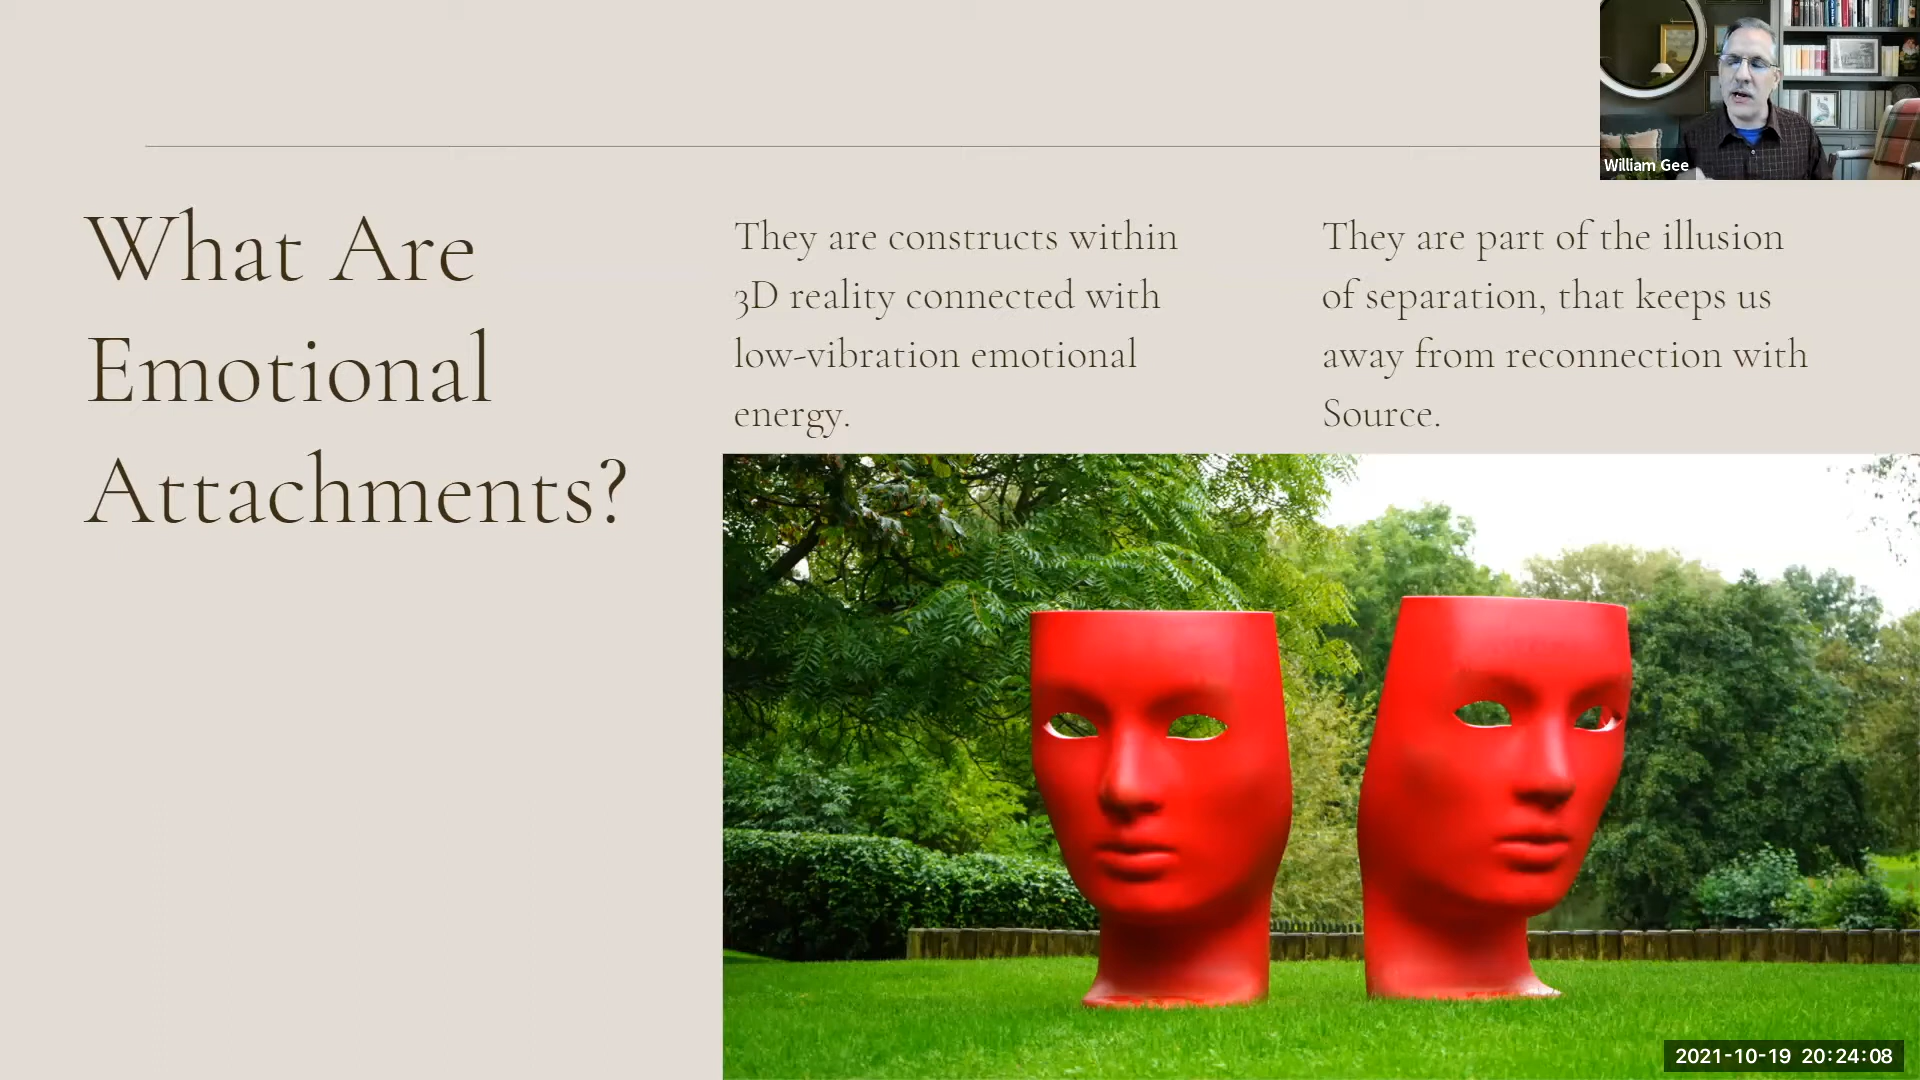 William Gee
What Are
Emotional
Attachments?
They are constructs within
3D reality connected with
low-vibration emotional
energy.
They are part of the illusion
of separation, that keeps us
away from reconnection with
Source.
2021-10-19 20:24:08